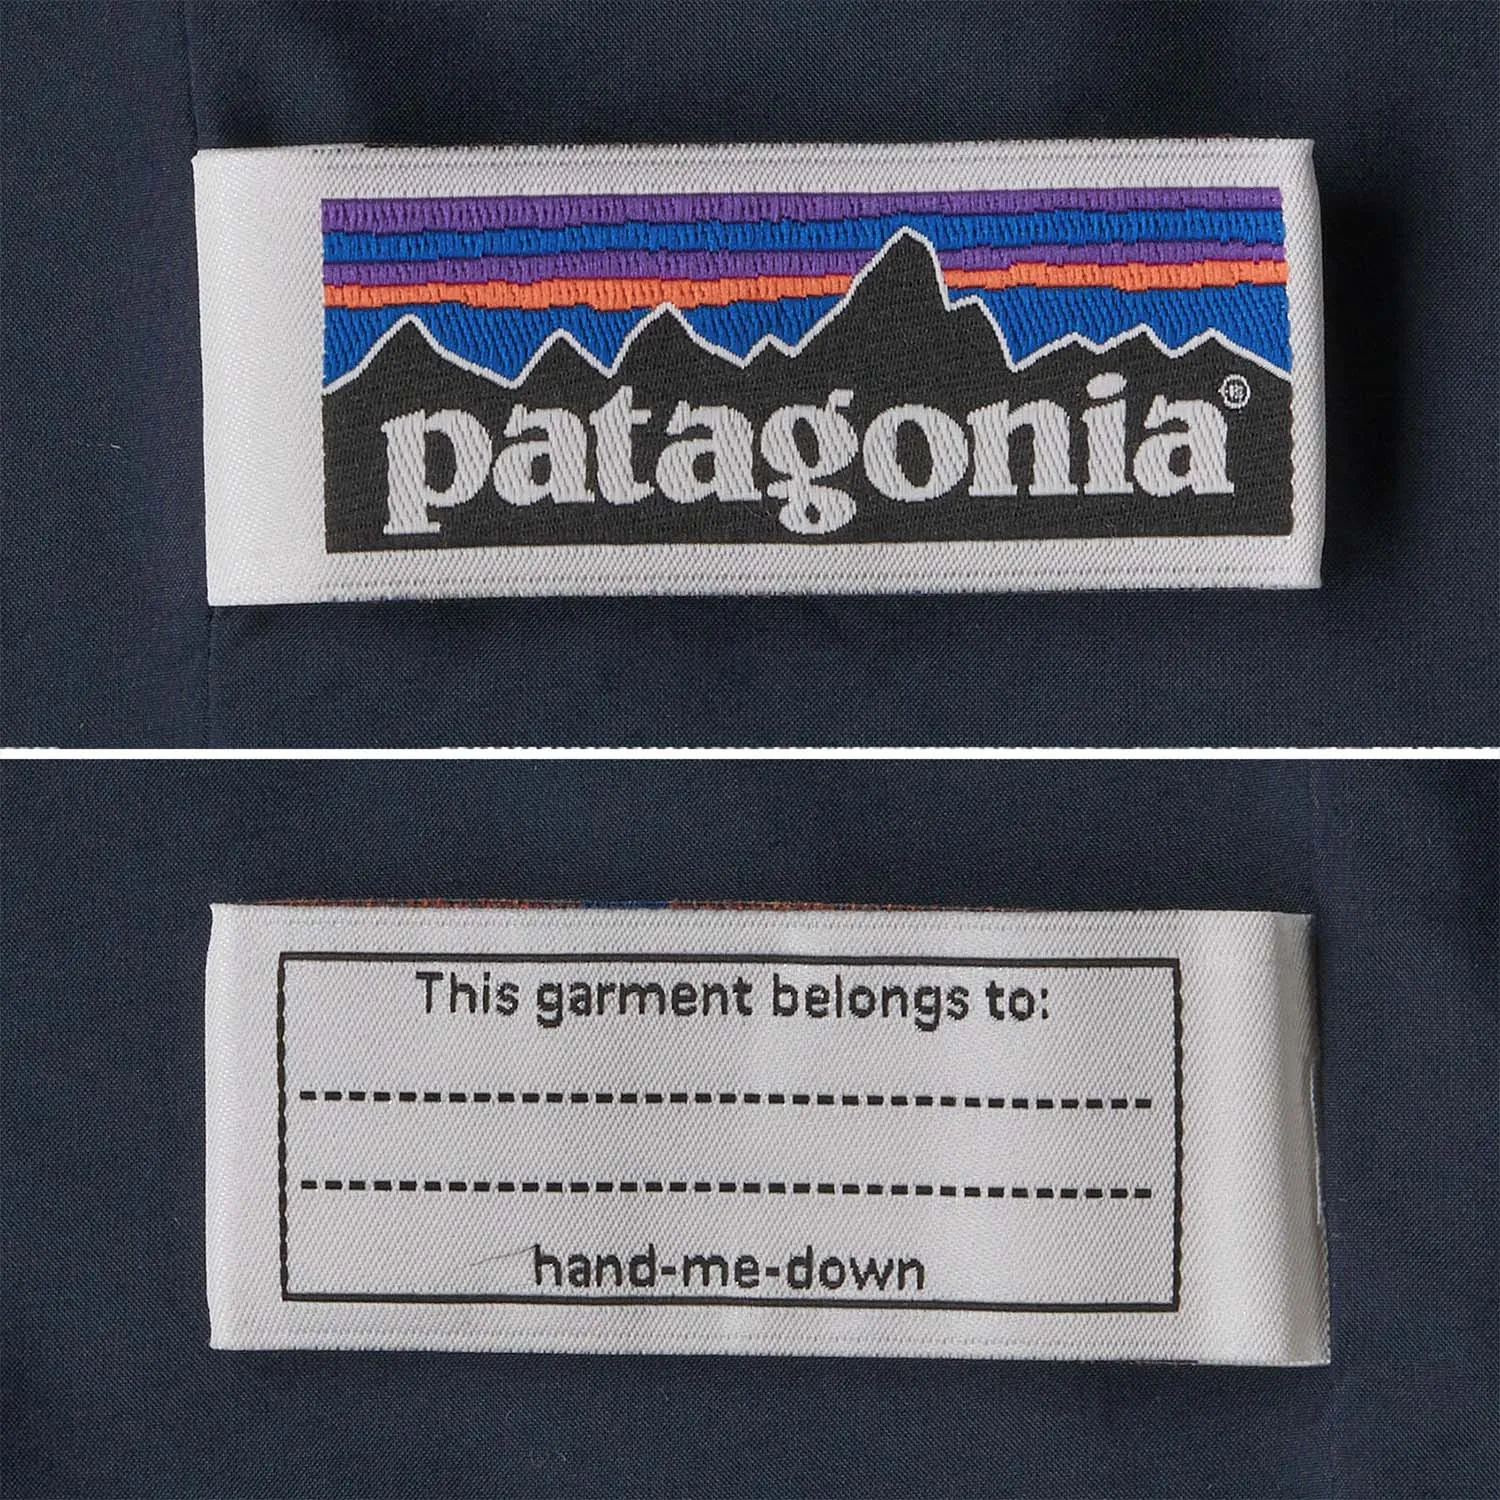 patagonia®
This garment belongs to:
hand-me-down